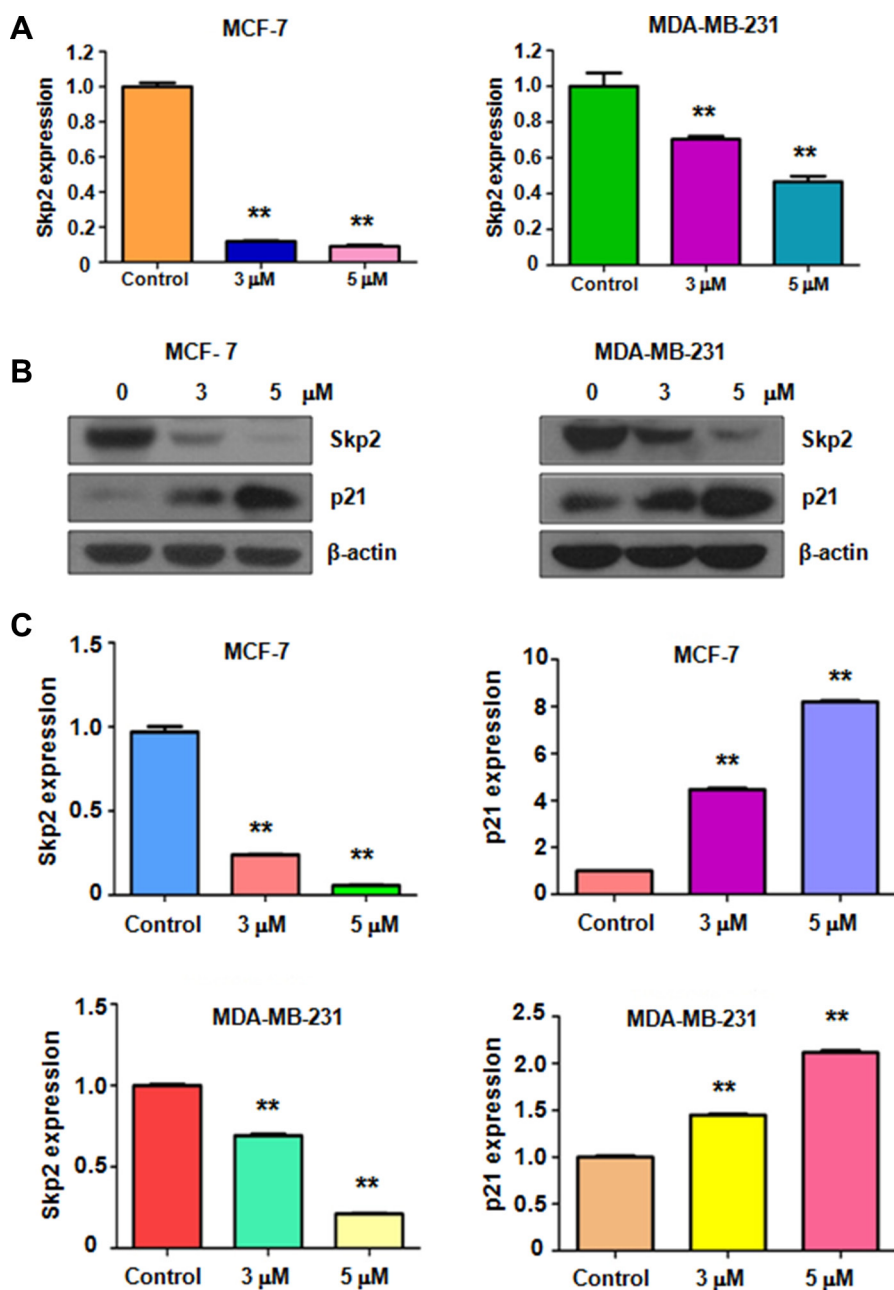 A
MCF-7
Skp2 expression
1.2
1.0
0.8
0.6
0.4
0.2
0
**
**
Control 3 μM 5 μM
MDA-MB-231
Skp2 expression
1.2
1.0
0.8
0.6
0.4
0.2
0
**
**
Control 3 μM 5 μM
B
MCF- 7
0 3 5 μM
Skp2
p21
β-actin
MDA-MB-231
0 3 5 μM
Skp2
p21
β-actin
C
MCF-7
Skp2 expression
1.5
1.0
0.5
0
**
**
Control 3 μM 5 μM
MCF-7
p21 expression
10
8
6
4
2
0
**
**
Control 3 μM 5 μM
MDA-MB-231
Skp2 expression
1.5
1.0
0.5
0
**
**
Control 3 μM 5 μM
MDA-MB-231
p21 expression
2.5
2.0
1.5
1.0
0.5
0
**
**
Control 3 μM 5 μM